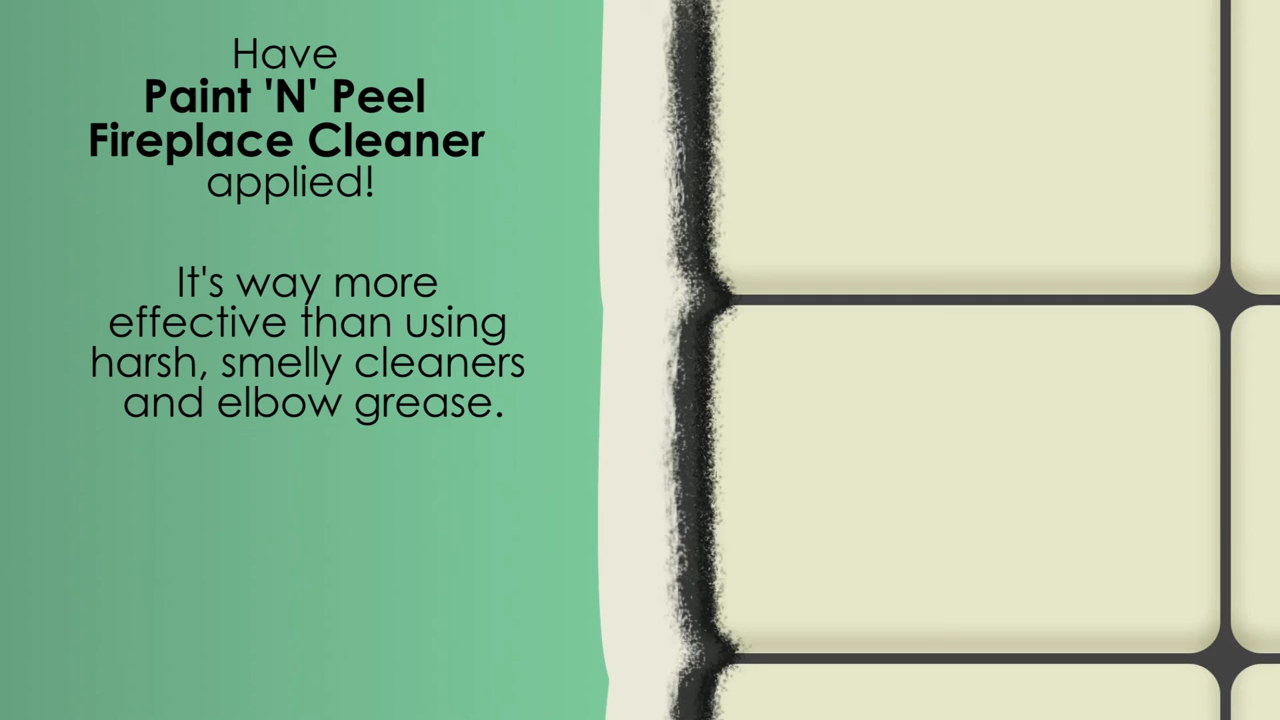 Have
Paint 'N' Peel
Fireplace Cleaner
applied!
It's way more
effective than using
harsh, smelly cleaners
and elbow grease.